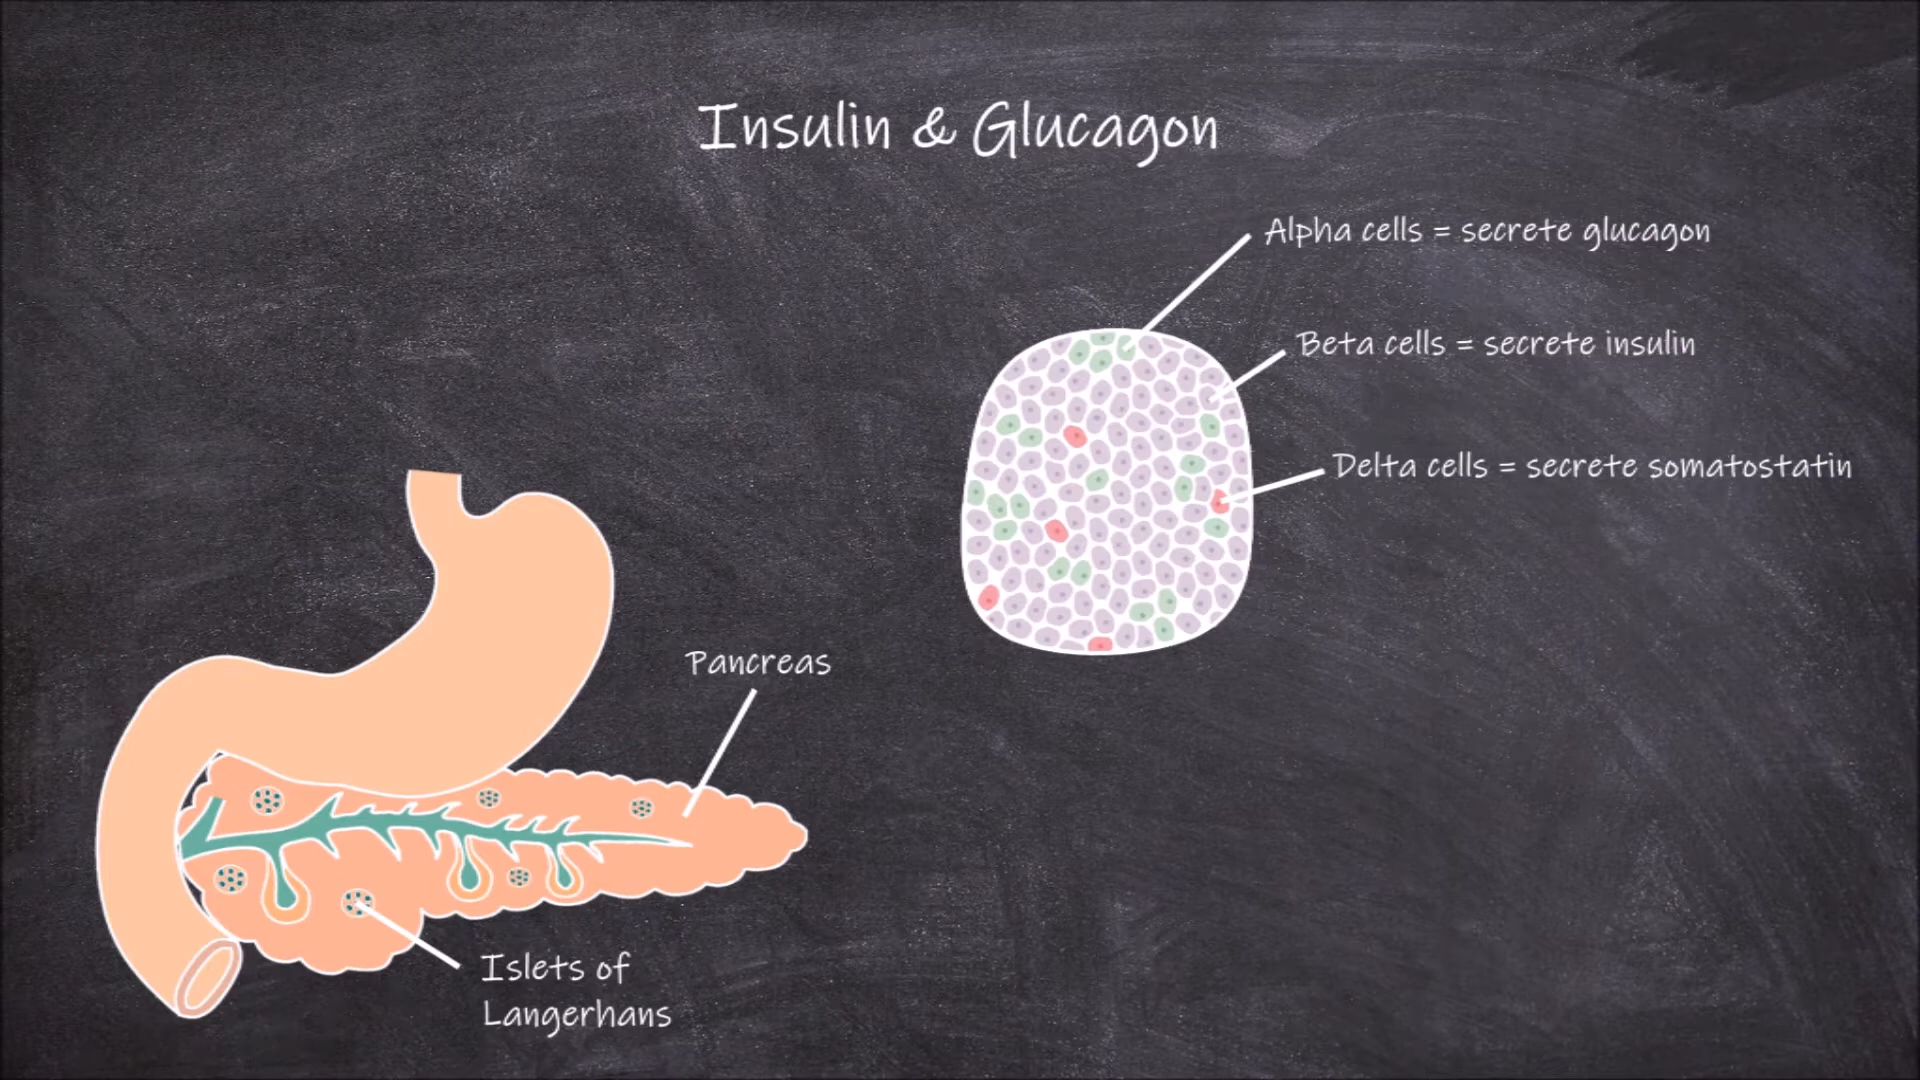 Insulin & Glucagon
Alpha cells = secrete glucagon
Beta cells = secrete insulin
Delta cells = secrete somatostatin
Pancreas
Islets of
Langerhans